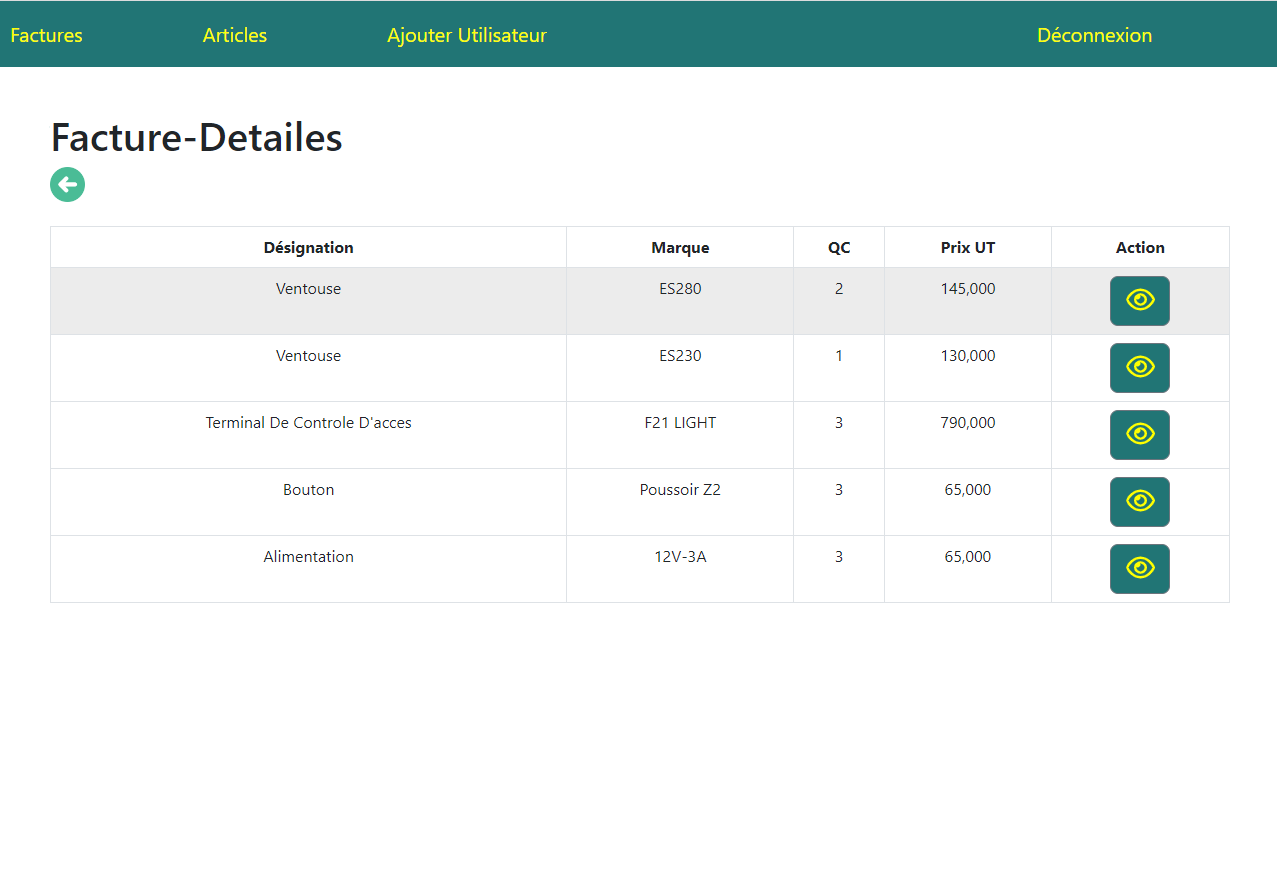 Factures Articles Ajouter Utilisateur Déconnexion
Facture-Detailes
Désignation Marque QC Prix UT Action
Ventouse ES280 2 145,000
Ventouse ES230 1 130,000
Terminal De Controle D'acces F21 LIGHT 3 790,000
Bouton Poussoir Z2 3 65,000
Alimentation 12V-3A 3 65,000